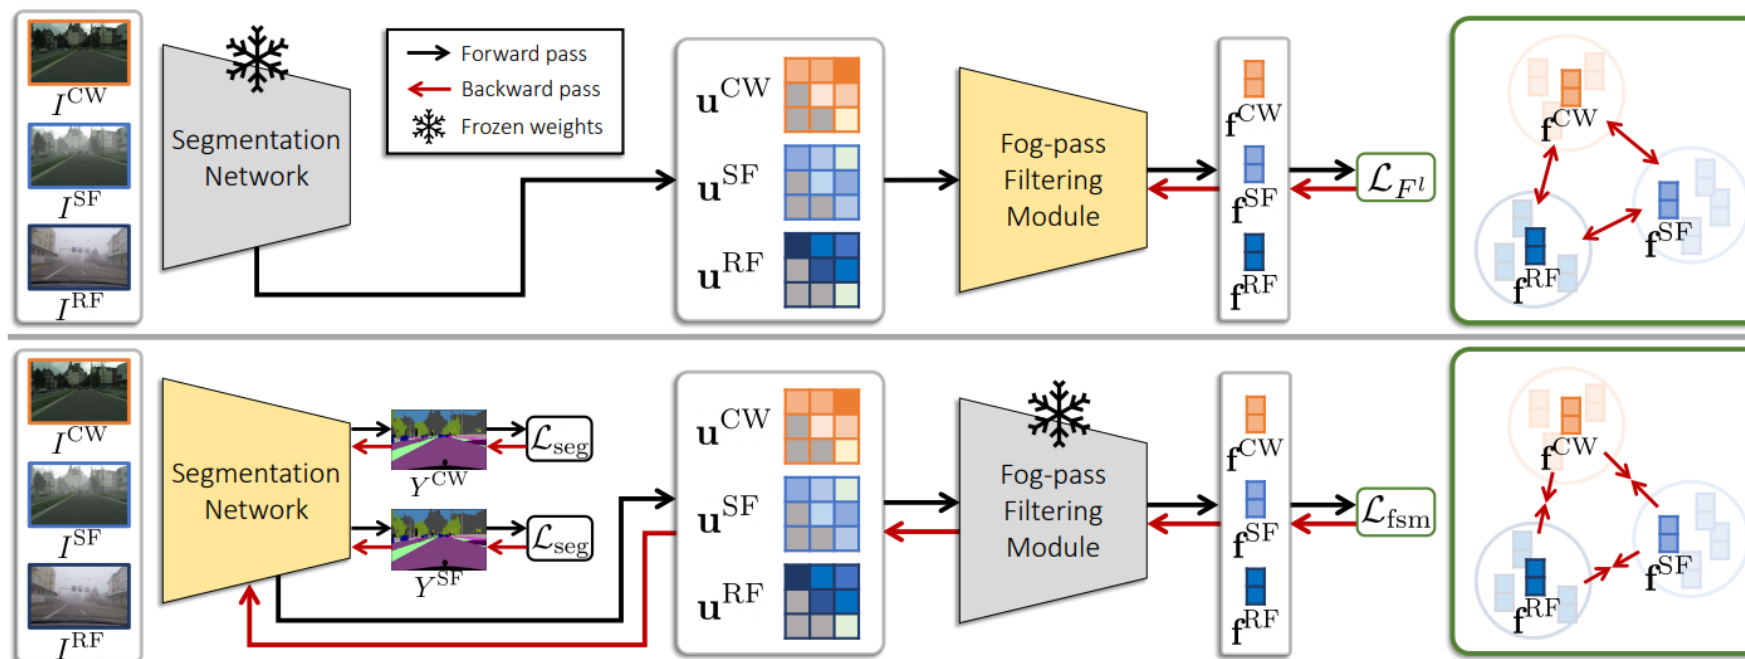 I^CW
I^SF
I^RF
Segmentation
Network
Forward pass
Backward pass
Frozen weights
u^CW
u^SF
u^RF
Fog-pass
Filtering
Module
f^CW
f^SF
f^RF
ℒ_F^l
f^CW
f^SF
f^RF
I^CW
I^SF
I^RF
Segmentation
Network
Y^CW
ℒ_seg
Y^SF
ℒ_seg
u^CW
u^SF
u^RF
Fog-pass
Filtering
Module
f^CW
f^SF
f^RF
ℒ_fsm
f^CW
f^SF
f^RF